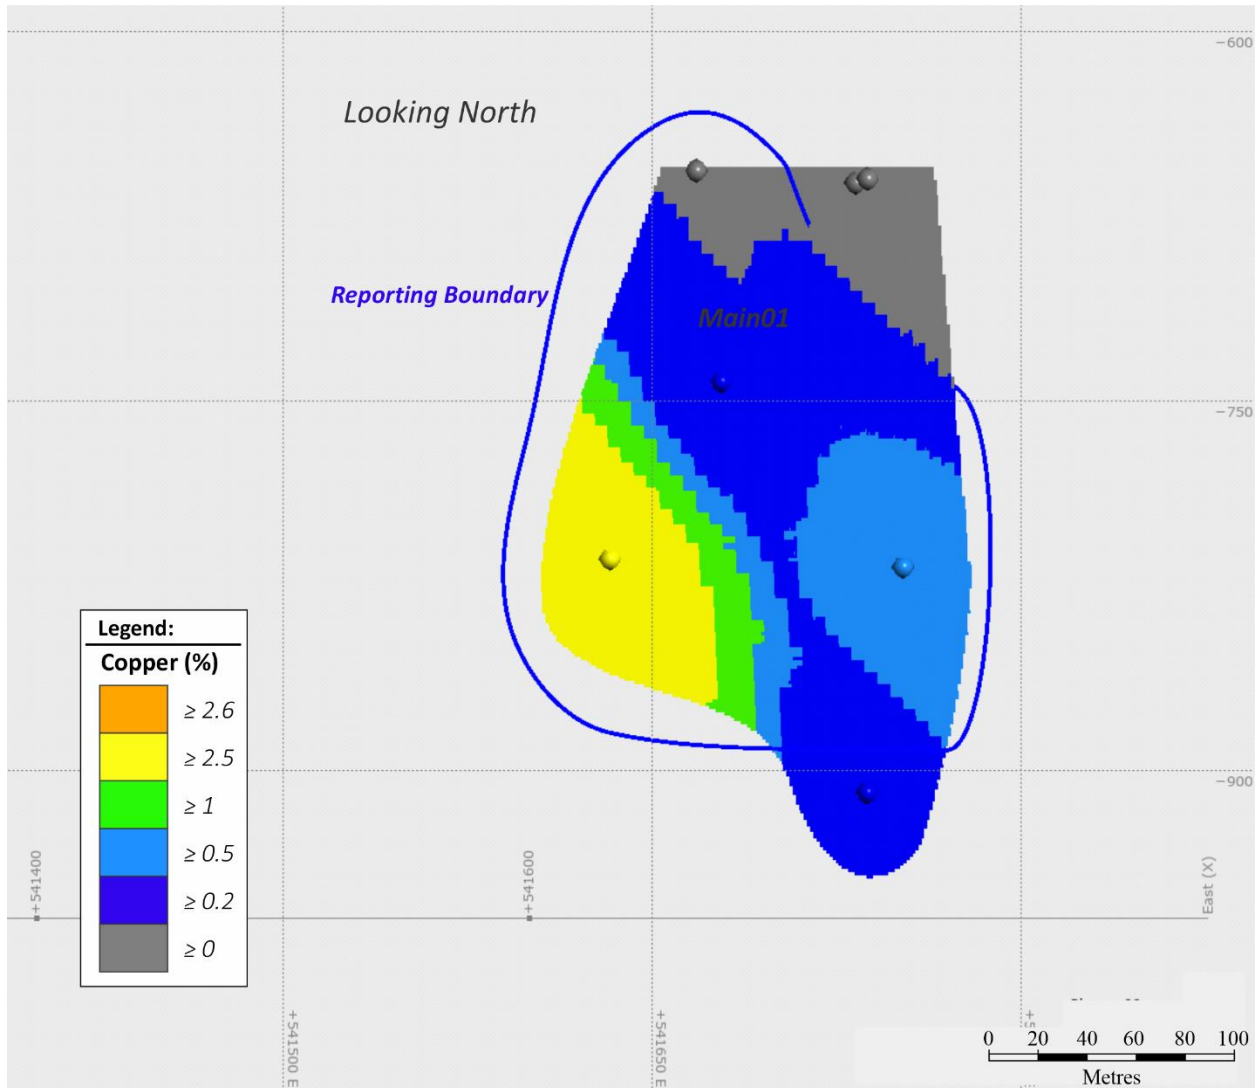 −600
Looking North
Reporting Boundary
Main01
−750
Legend:
Copper (%)
≥ 2.6
≥ 2.5
≥ 1
≥ 0.5
≥ 0.2
≥ 0
−900
+541400
+541600
East (X)
+541500 E
+541650 E
0 20 40 60 80 100
Metres